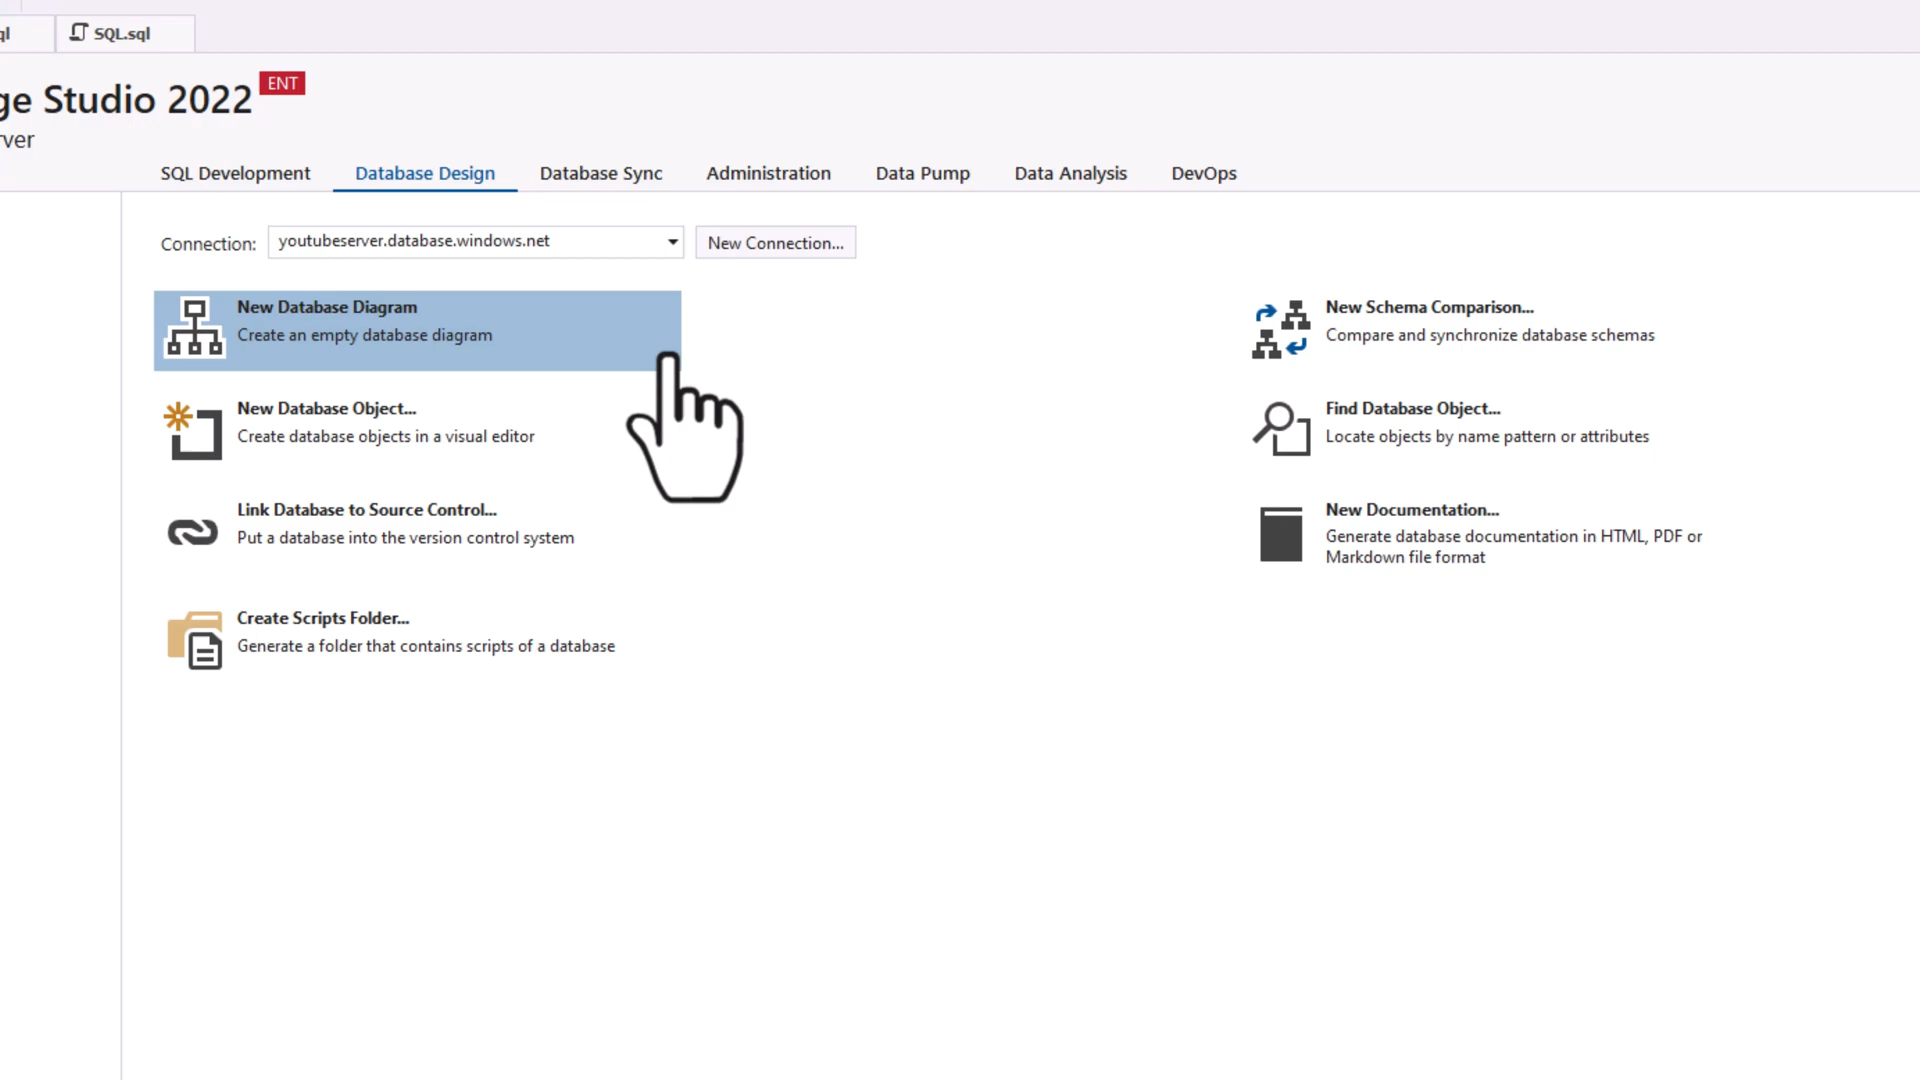 ql
SQL.sql
ge Studio 2022 ENT
rver
SQL Development
Database Design
Database Sync
Administration
Data Pump
Data Analysis
DevOps
Connection:
youtubeserver.database.windows.net
New Connection...
New Database Diagram
Create an empty database diagram
New Database Object...
Create database objects in a visual editor
Link Database to Source Control...
Put a database into the version control system
Create Scripts Folder...
Generate a folder that contains scripts of a database
New Schema Comparison...
Compare and synchronize database schemas
Find Database Object...
Locate objects by name pattern or attributes
New Documentation...
Generate database documentation in HTML, PDF or
Markdown file format